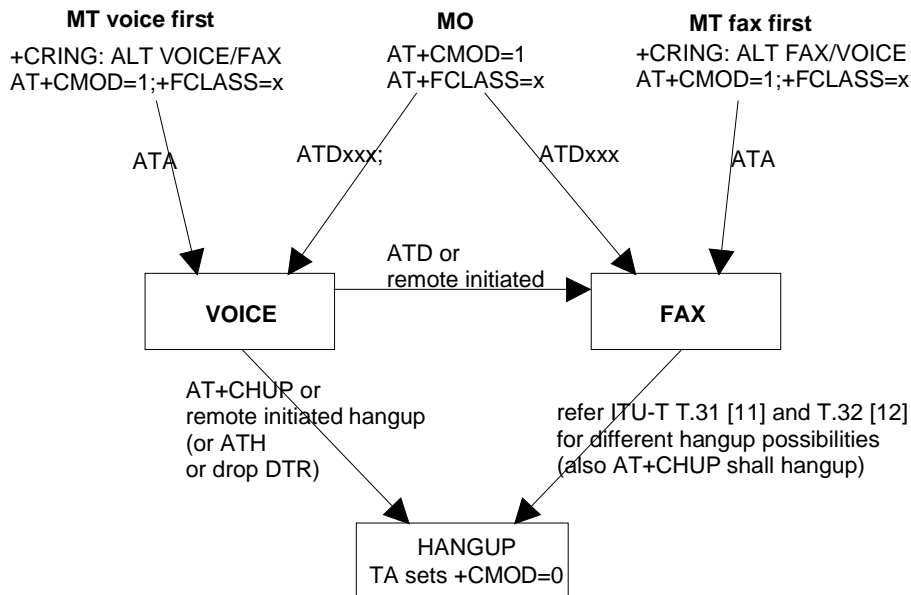 MT voice first
+CRING: ALT VOICE/FAX
AT+CMOD=1;+FCLASS=x
MO
AT+CMOD=1
AT+FCLASS=x
MT fax first
+CRING: ALT FAX/VOICE
AT+CMOD=1;+FCLASS=x
ATA
ATDxxx;
ATDxxx
ATA
ATD or
remote initiated
VOICE
FAX
AT+CHUP or
remote initiated hangup
(or ATH
or drop DTR)
refer ITU-T T.31 [11] and T.32 [12]
for different hangup possibilities
(also AT+CHUP shall hangup)
HANGUP
TA sets +CMOD=0